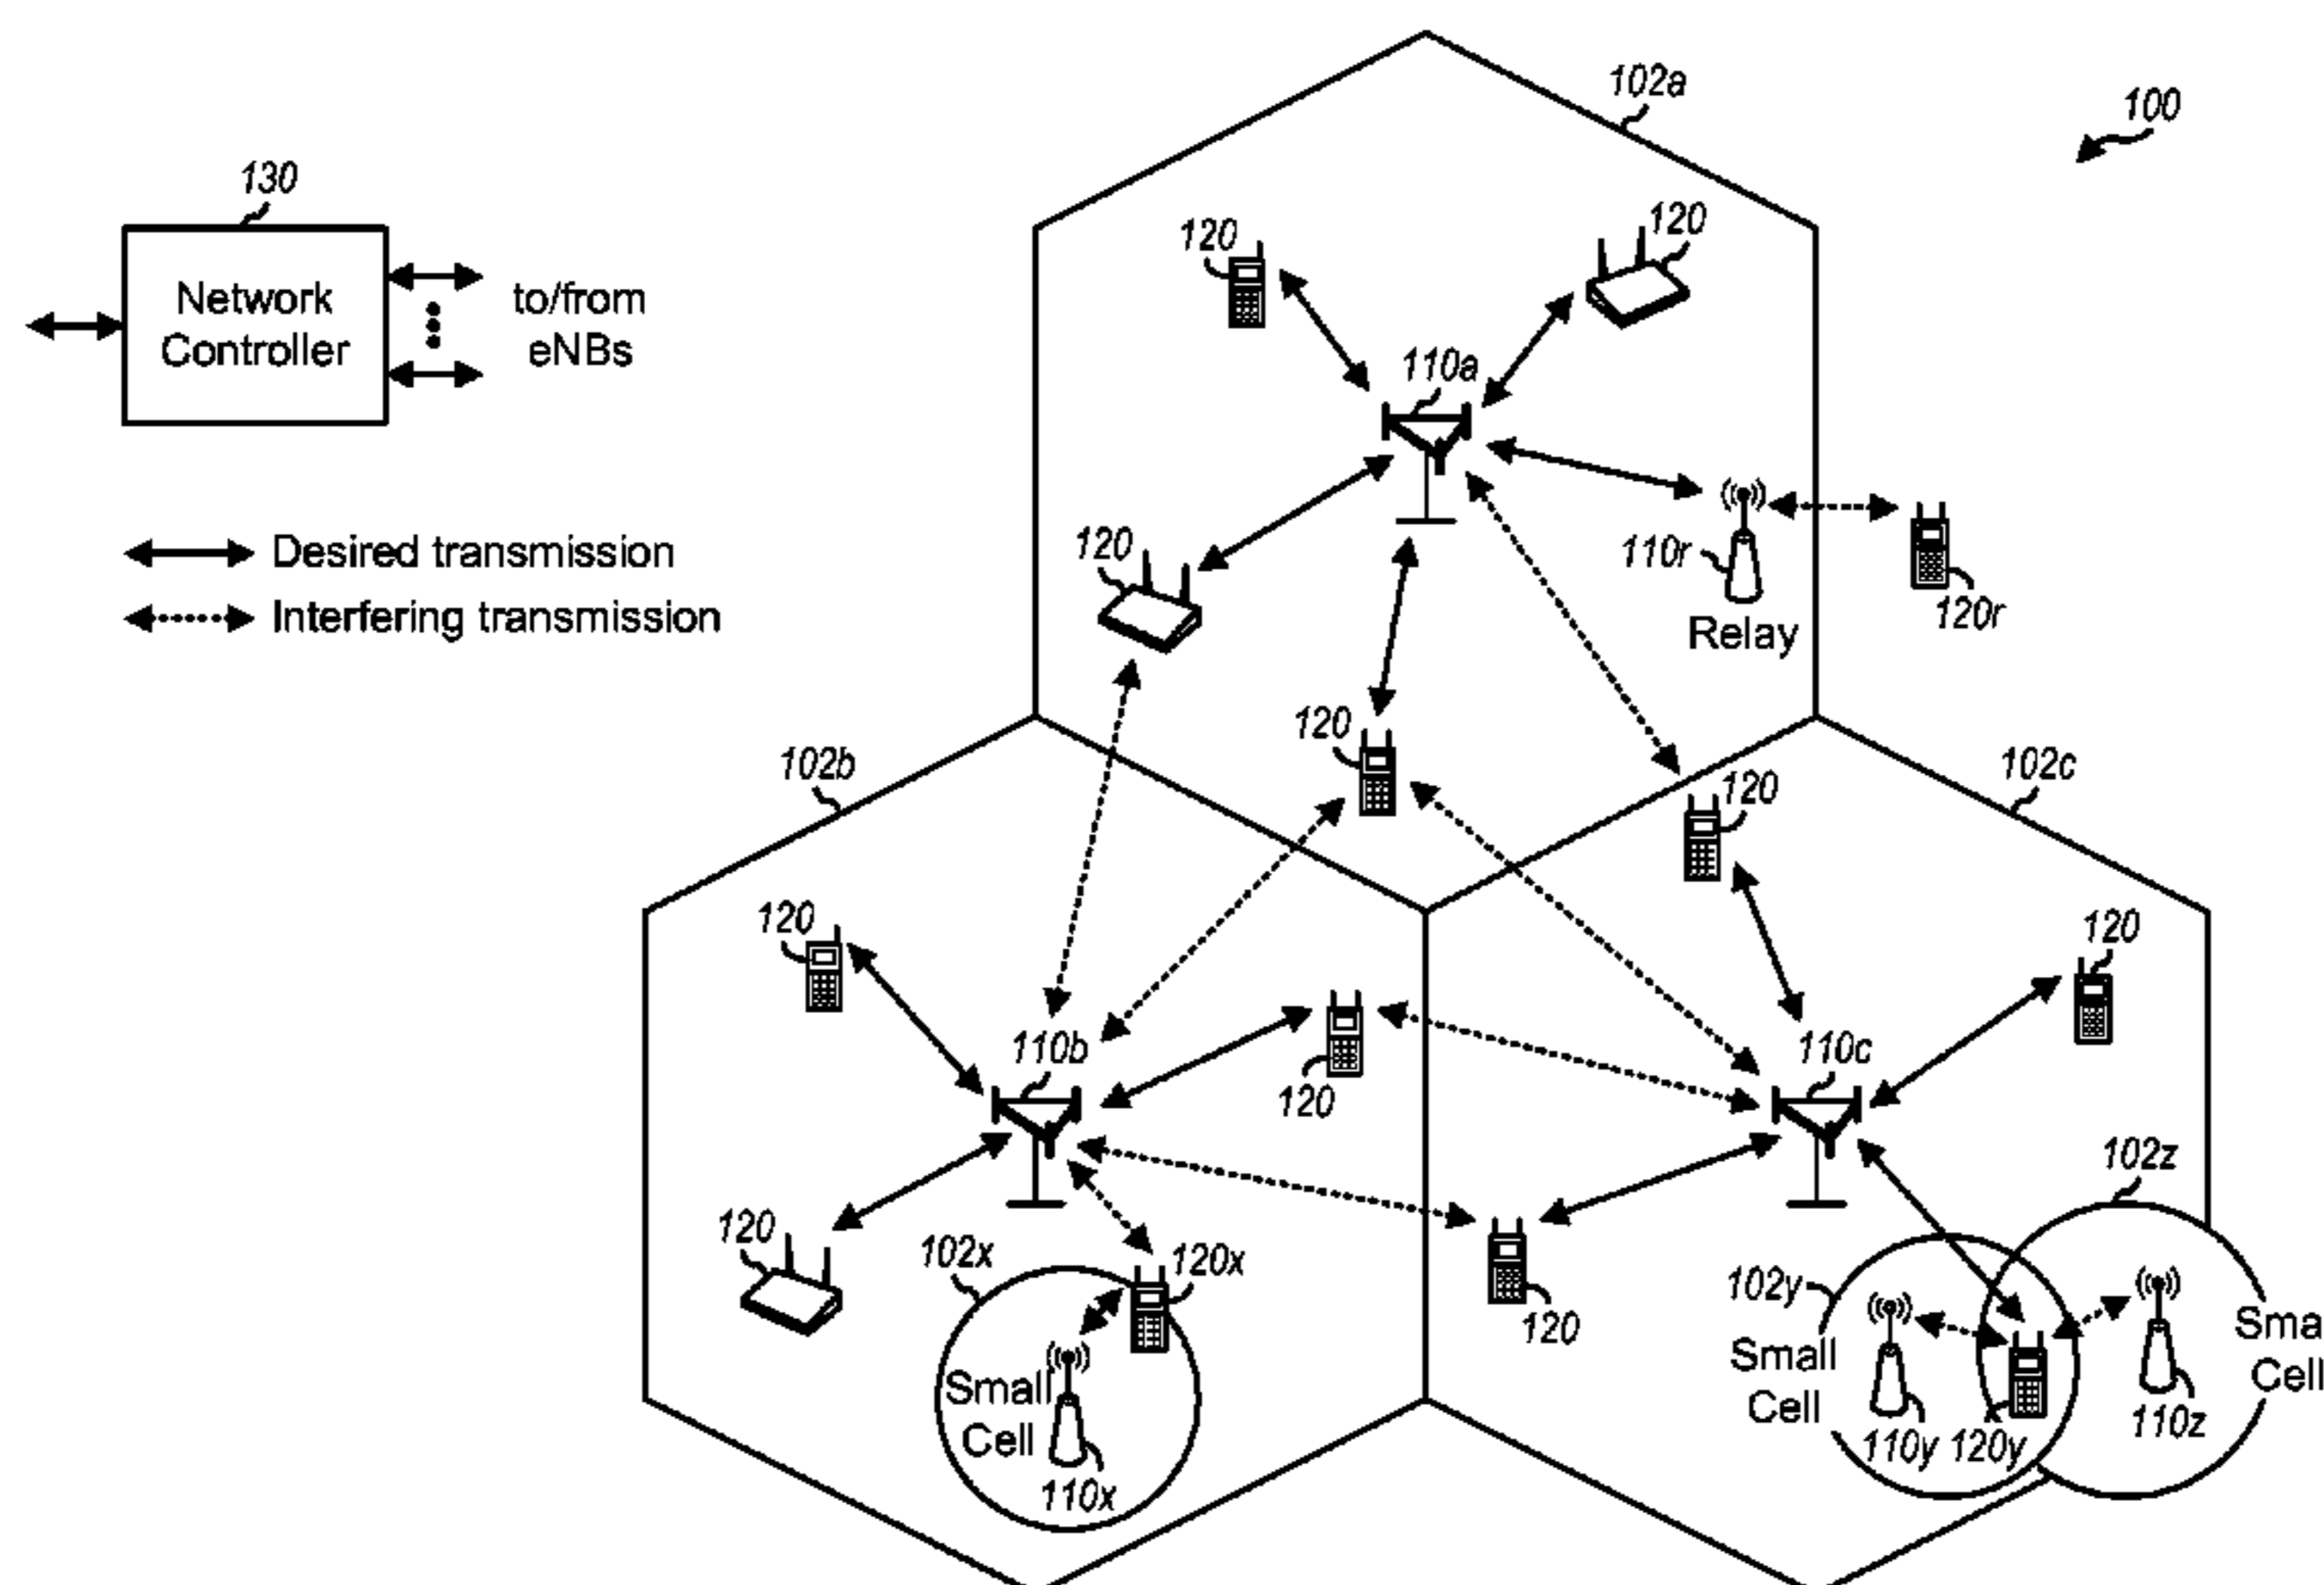 102a
100
130
120
120
Network
Controller
to/from
eNBs
110a
Desired transmission
Interfering transmission
120
110r
Relay
120r
120
102b
102c
120
120
120
110b
120
110c
102z
120
102x
120x
102y
120
Small
Cell
110x
Small
Cell
110y
120y
110z
Sma
Cell